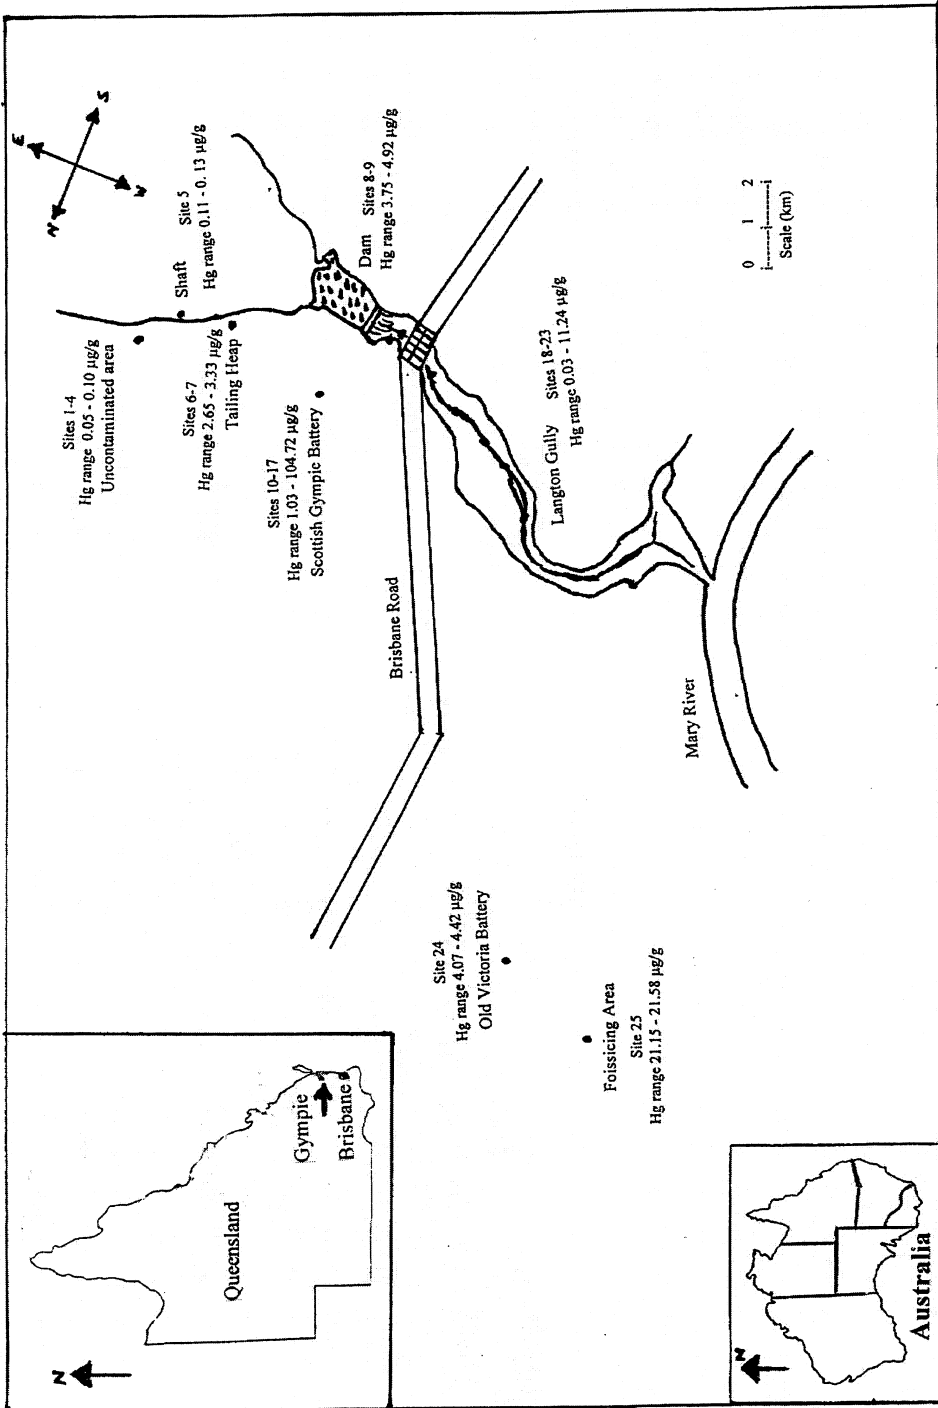 N
E
S
W
Sites 1-4
Hg range 0.05 - 0.10 µg/g
Uncontaminated area
Shaft
Site 5
Hg range 0.11 - 0.13 µg/g
Sites 6-7
Hg range 2.65 - 3.33 µg/g
Tailing Heap
Sites 10-17
Hg range 1.03 - 104.72 µg/g
Scottish Gympic Battery
Dam Sites 8-9
Hg range 3.75 - 4.92 µg/g
Brisbane Road
Langton Gully Sites 18-23
Hg range 0.03 - 11.24 µg/g
0 1 2
i------i------i
Scale (km)
Mary River
Site 24
Hg range 4.07 - 4.42 µg/g
Old Victoria Battery
Foissicing Area
Site 25
Hg range 21.15 - 21.58 µg/g
N
Queensland
Gympie
Brisbane
N
Australia